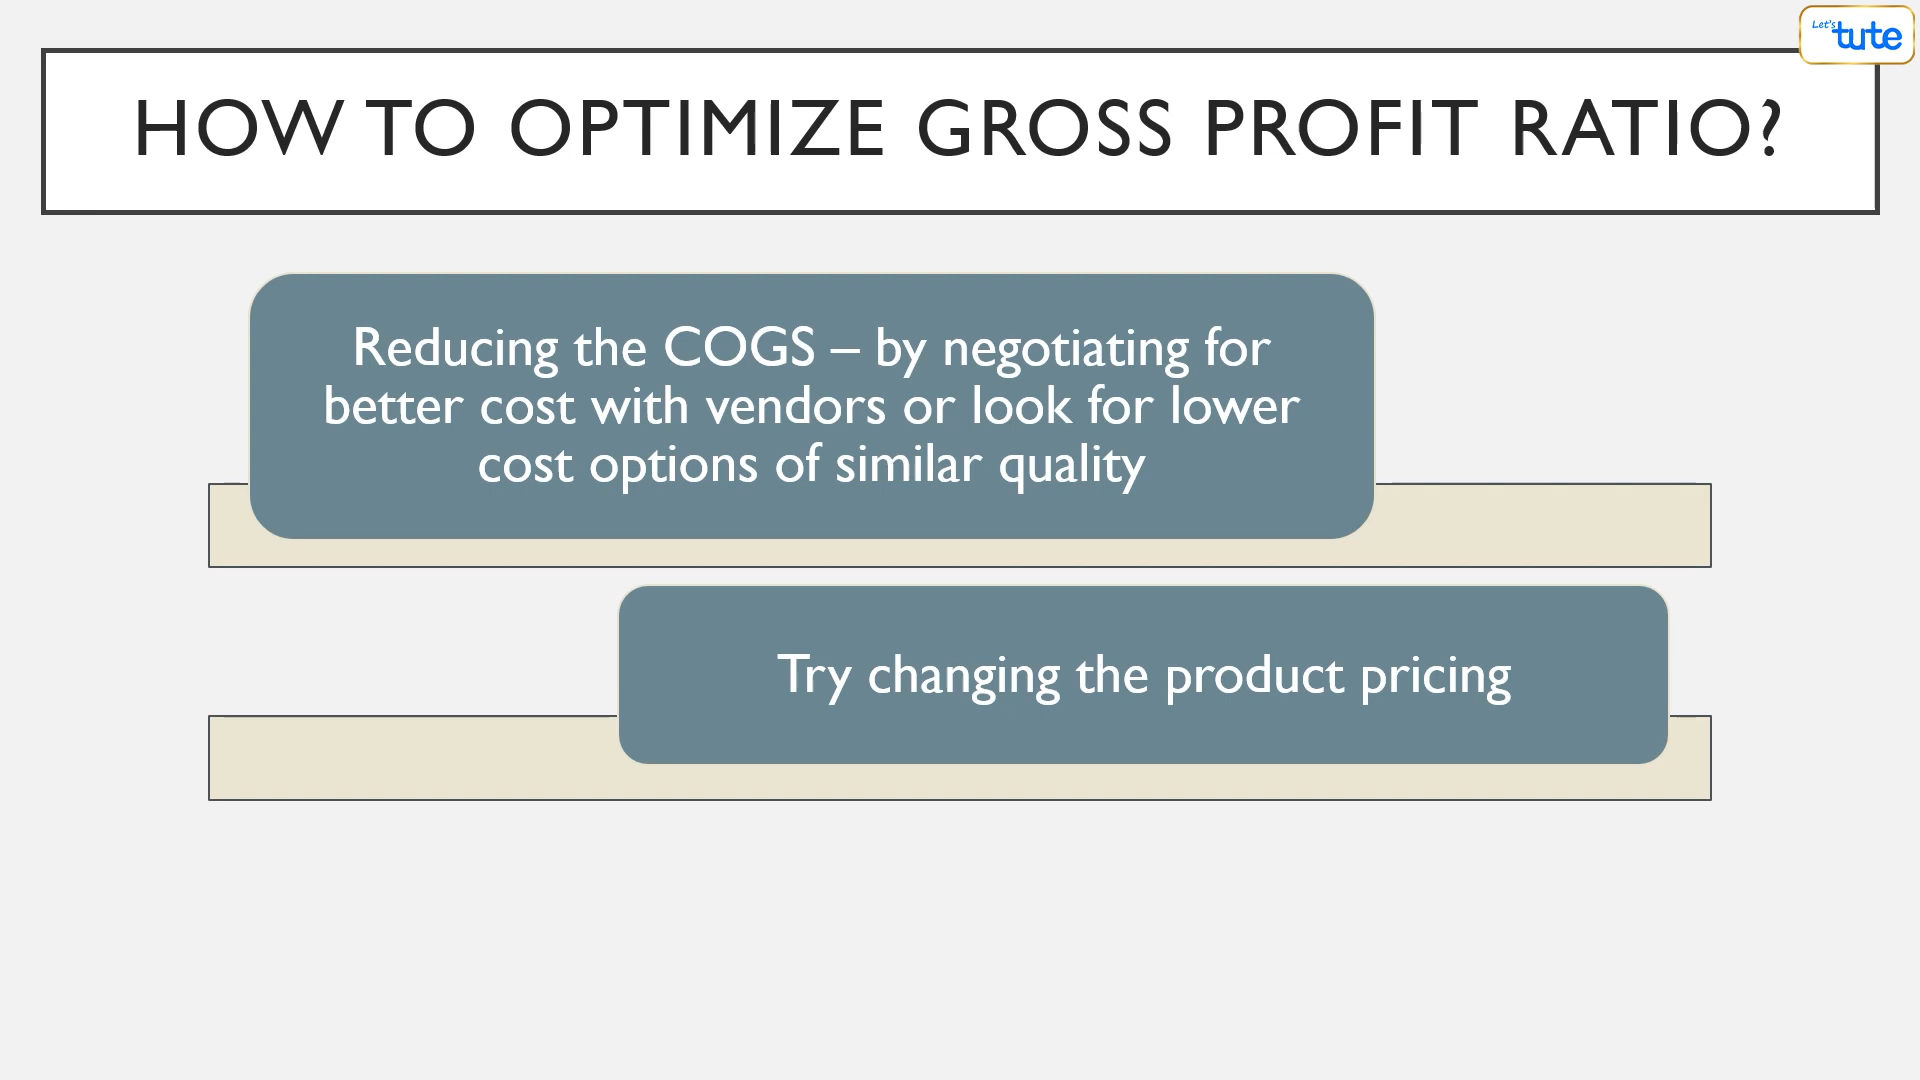 Let's
tute
HOW TO OPTIMIZE GROSS PROFIT RATIO?
Reducing the COGS – by negotiating for
better cost with vendors or look for lower
cost options of similar quality
Try changing the product pricing